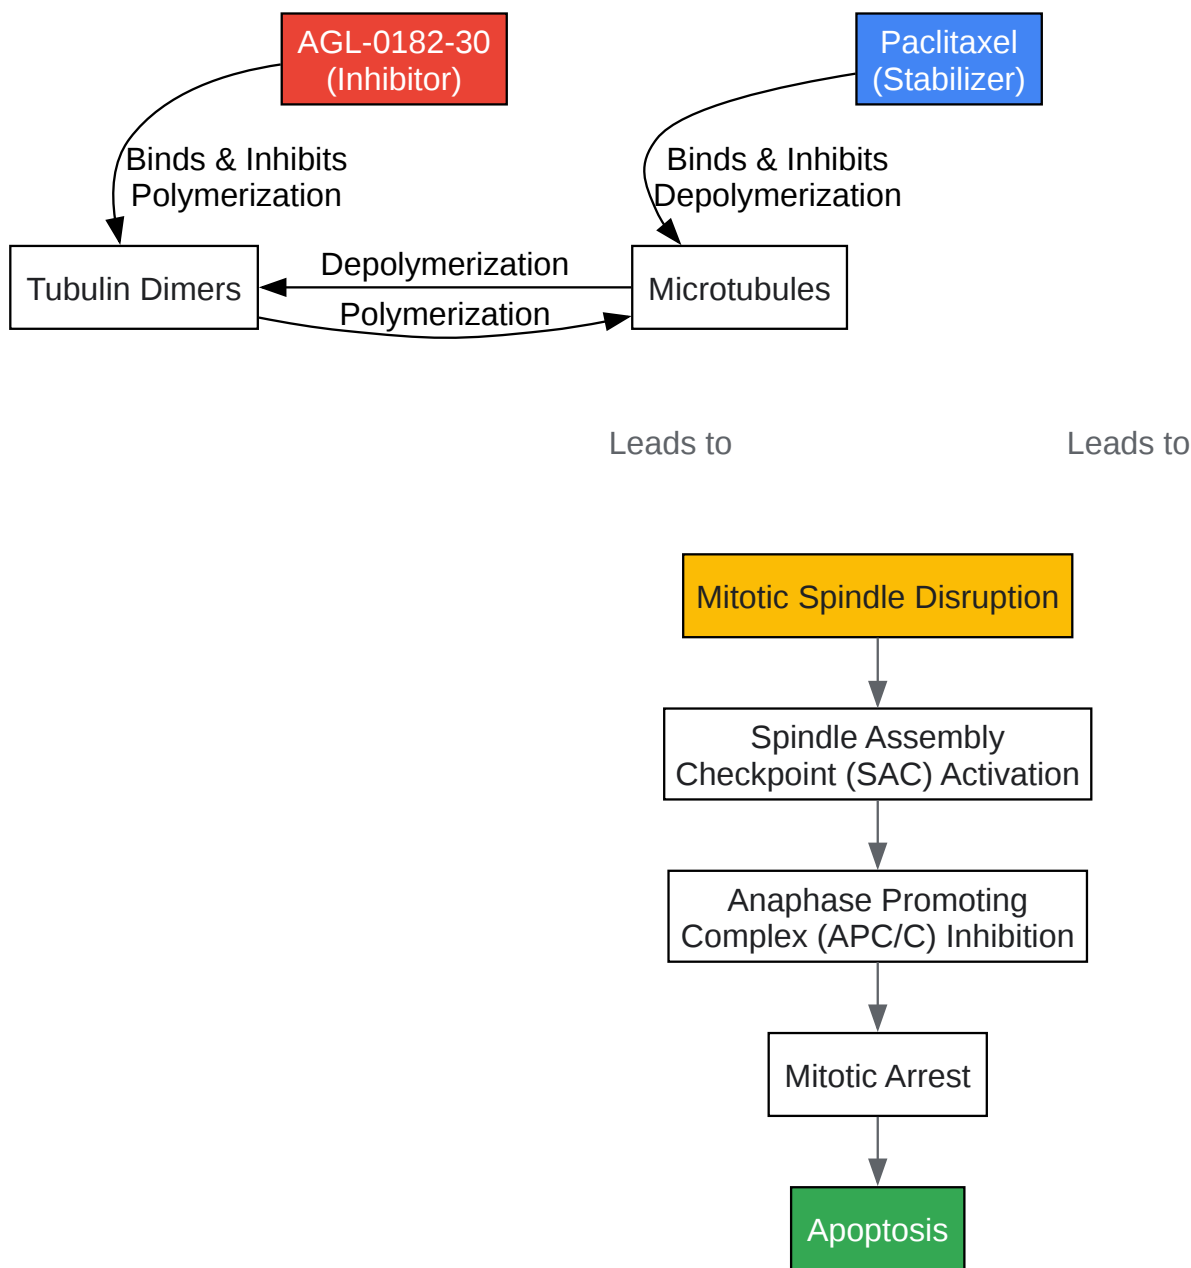 AGL-0182-30
(Inhibitor)
Paclitaxel
(Stabilizer)
Binds & Inhibits
Polymerization
Binds & Inhibits
Depolymerization
Tubulin Dimers
Depolymerization
Polymerization
Microtubules
Leads to
Leads to
Mitotic Spindle Disruption
Spindle Assembly
Checkpoint (SAC) Activation
Anaphase Promoting
Complex (APC/C) Inhibition
Mitotic Arrest
Apoptosis